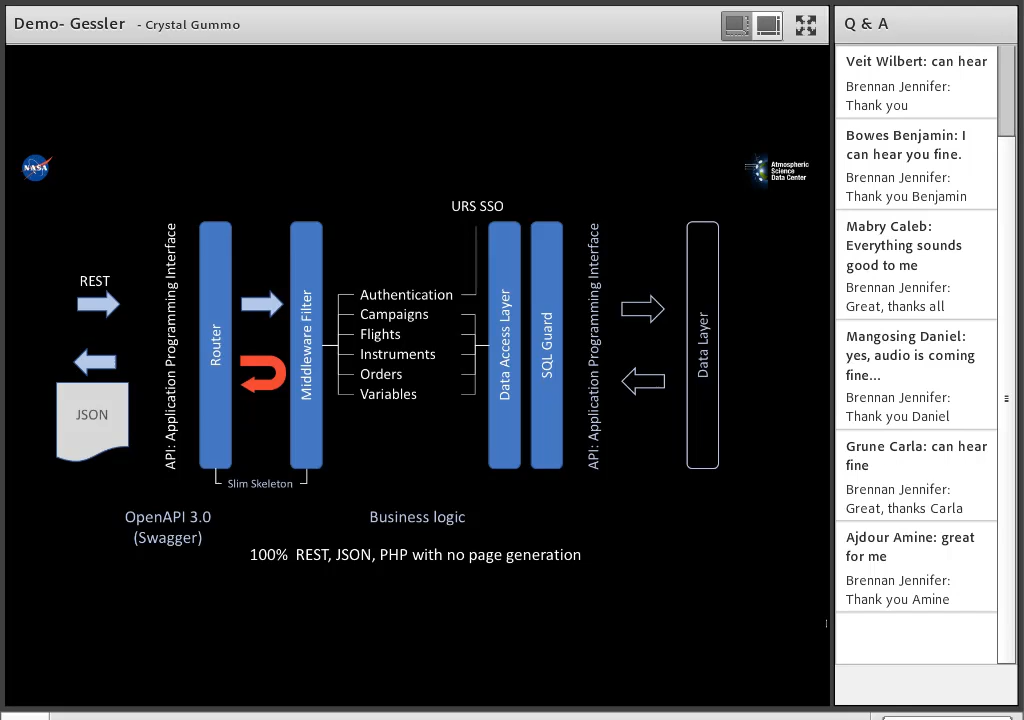 Demo- Gessler - Crystal Gummo
NASA
Atmospheric
Science
Data Center
URS SSO
REST
JSON
API: Application Programming Interface
Router
Middleware Filter
Authentication
Campaigns
Flights
Instruments
Orders
Variables
Data Access Layer
SQL Guard
API: Application Programming Interface
Data Layer
Slim Skeleton
OpenAPI 3.0
(Swagger)
Business logic
100% REST, JSON, PHP with no page generation
Q & A
Veit Wilbert: can hear
Brennan Jennifer:
Thank you
Bowes Benjamin: I
can hear you fine.
Brennan Jennifer:
Thank you Benjamin
Mabry Caleb:
Everything sounds
good to me
Brennan Jennifer:
Great, thanks all
Mangosing Daniel:
yes, audio is coming
fine...
Brennan Jennifer:
Thank you Daniel
Grune Carla: can hear
fine
Brennan Jennifer:
Great, thanks Carla
Ajdour Amine: great
for me
Brennan Jennifer:
Thank you Amine